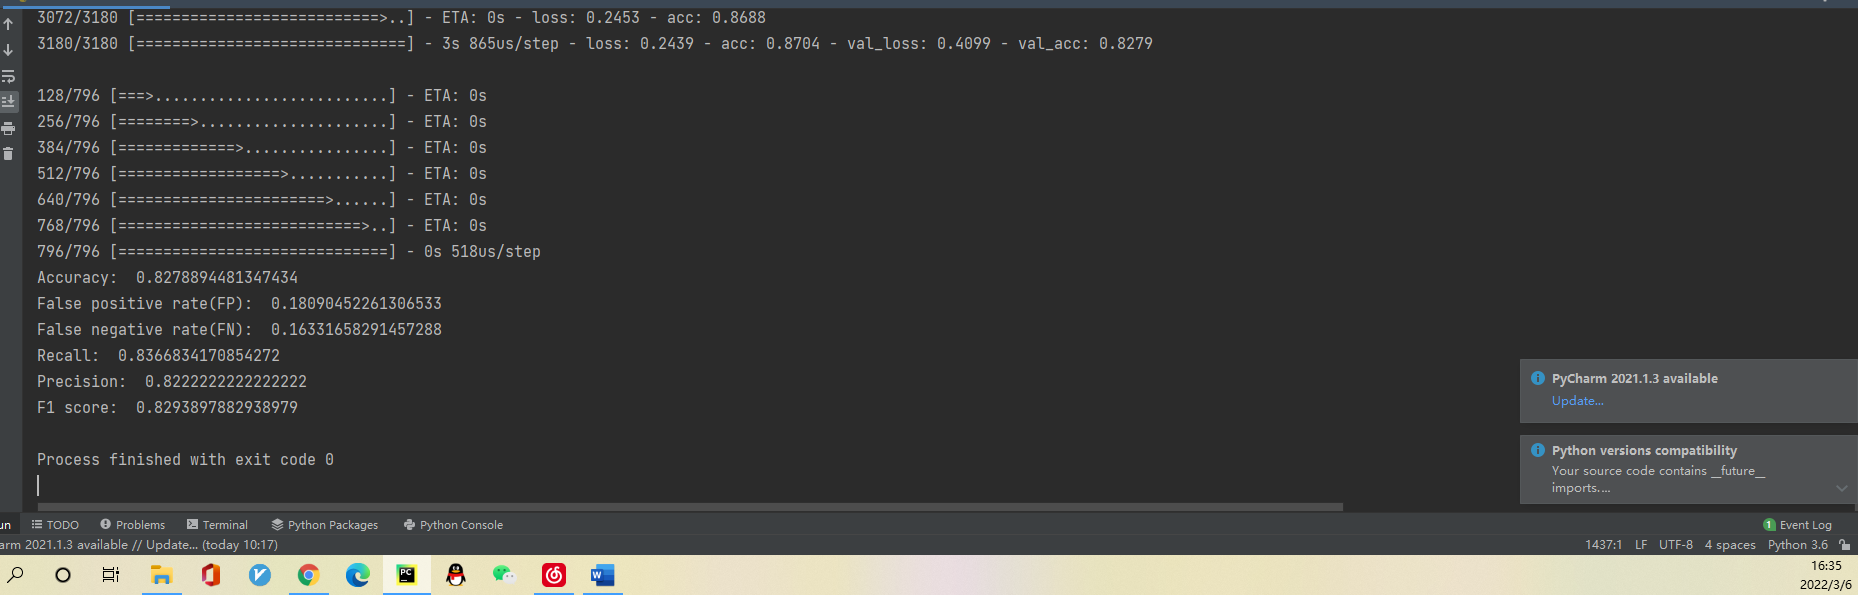 3072/3180 [===========================>..] - ETA: 0s - loss: 0.2453 - acc: 0.8688
3180/3180 [==============================] - 3s 865us/step - loss: 0.2439 - acc: 0.8704 - val_loss: 0.4099 - val_acc: 0.8279
128/796 [===>..........................] - ETA: 0s
256/796 [========>.....................] - ETA: 0s
384/796 [=============>................] - ETA: 0s
512/796 [==================>...........] - ETA: 0s
640/796 [=======================>......] - ETA: 0s
768/796 [===========================>..] - ETA: 0s
796/796 [==============================] - 0s 518us/step
Accuracy:  0.8278894481347434
False positive rate(FP):  0.18090452261306533
False negative rate(FN):  0.16331658291457288
Recall:  0.8366834170854272
Precision:  0.8222222222222222
F1 score:  0.8293897882938979
Process finished with exit code 0
PyCharm 2021.1.3 available
Update...
Python versions compatibility
Your source code contains __future__
imports....
un TODO Problems Terminal Python Packages Python Console 1 Event Log
arm 2021.1.3 available // Update... (today 10:17) 1437:1 LF UTF-8 4 spaces Python 3.6
PC W
16:35
2022/3/6